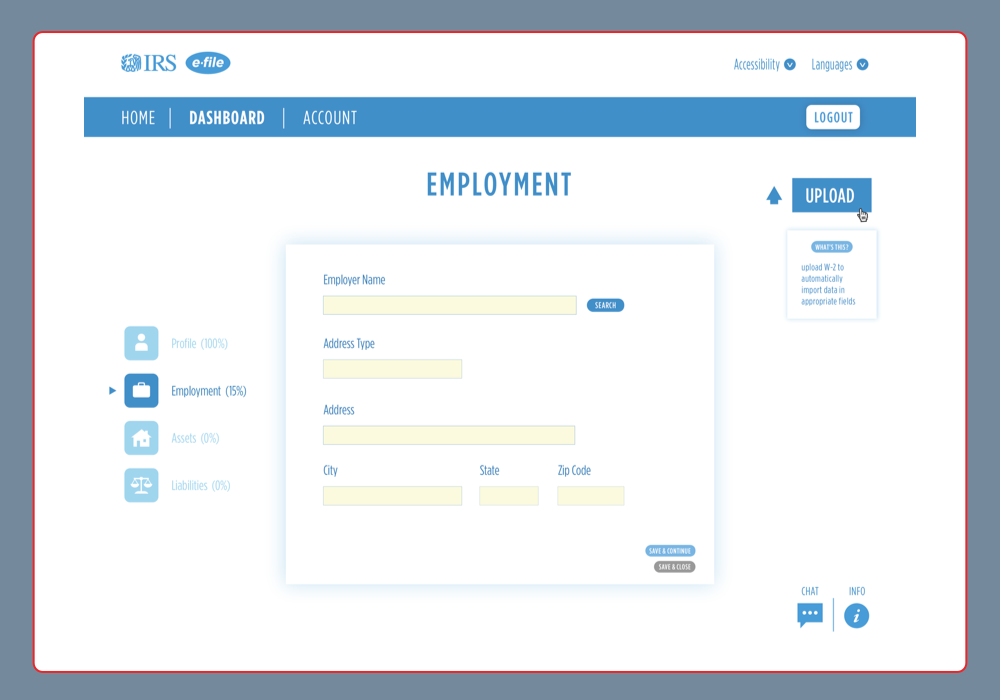 IRS e-file
Accessibility Languages
HOME DASHBOARD ACCOUNT LOGOUT
EMPLOYMENT
UPLOAD
WHAT'S THIS?
upload W-2 to
automatically
import data in
appropriate fields
Profile (100%)
Employment (15%)
Assets (0%)
Liabilities (0%)
Employer Name
SEARCH
Address Type
Address
City State Zip Code
SAVE & CONTINUE
SAVE & CLOSE
CHAT INFO
i